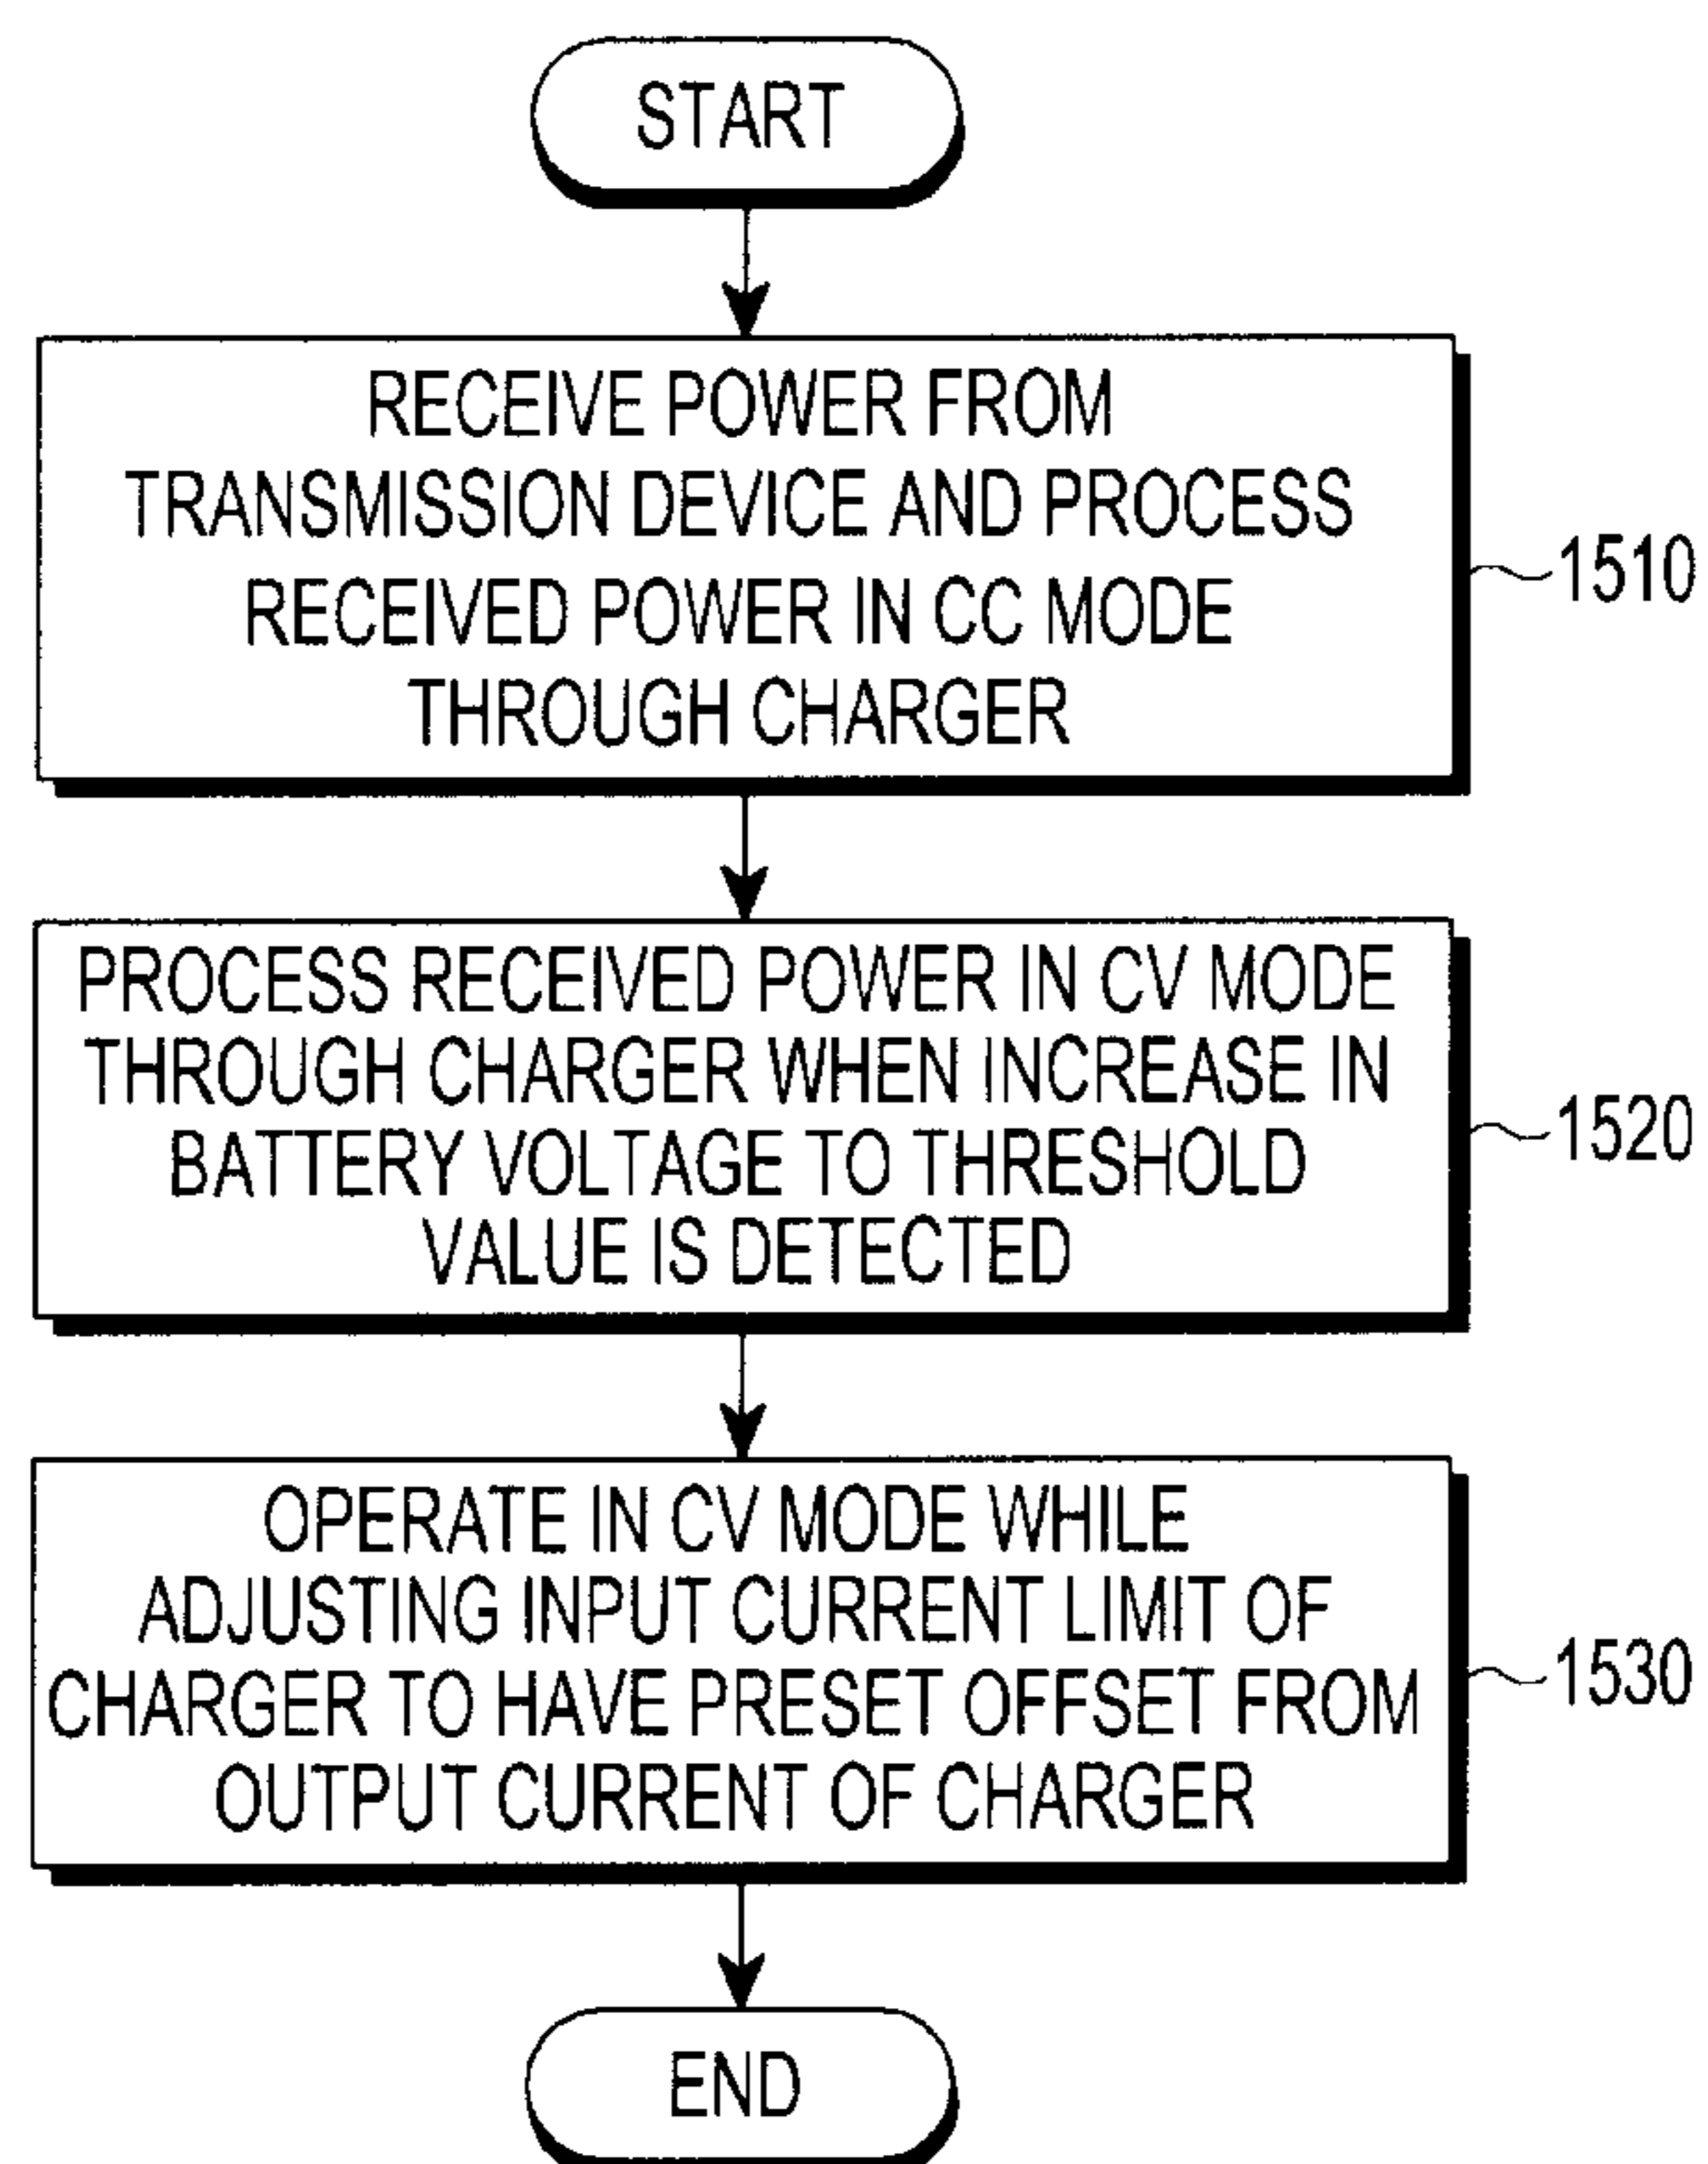 START
RECEIVE POWER FROM
TRANSMISSION DEVICE AND PROCESS
RECEIVED POWER IN CC MODE
THROUGH CHARGER
1510
PROCESS RECEIVED POWER IN CV MODE
THROUGH CHARGER WHEN INCREASE IN
BATTERY VOLTAGE TO THRESHOLD
VALUE IS DETECTED
1520
OPERATE IN CV MODE WHILE
ADJUSTING INPUT CURRENT LIMIT OF
CHARGER TO HAVE PRESET OFFSET FROM
OUTPUT CURRENT OF CHARGER
1530
END